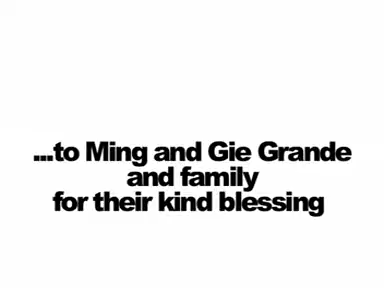 ...to Ming and Gie Grande
and family
for their kind blessing